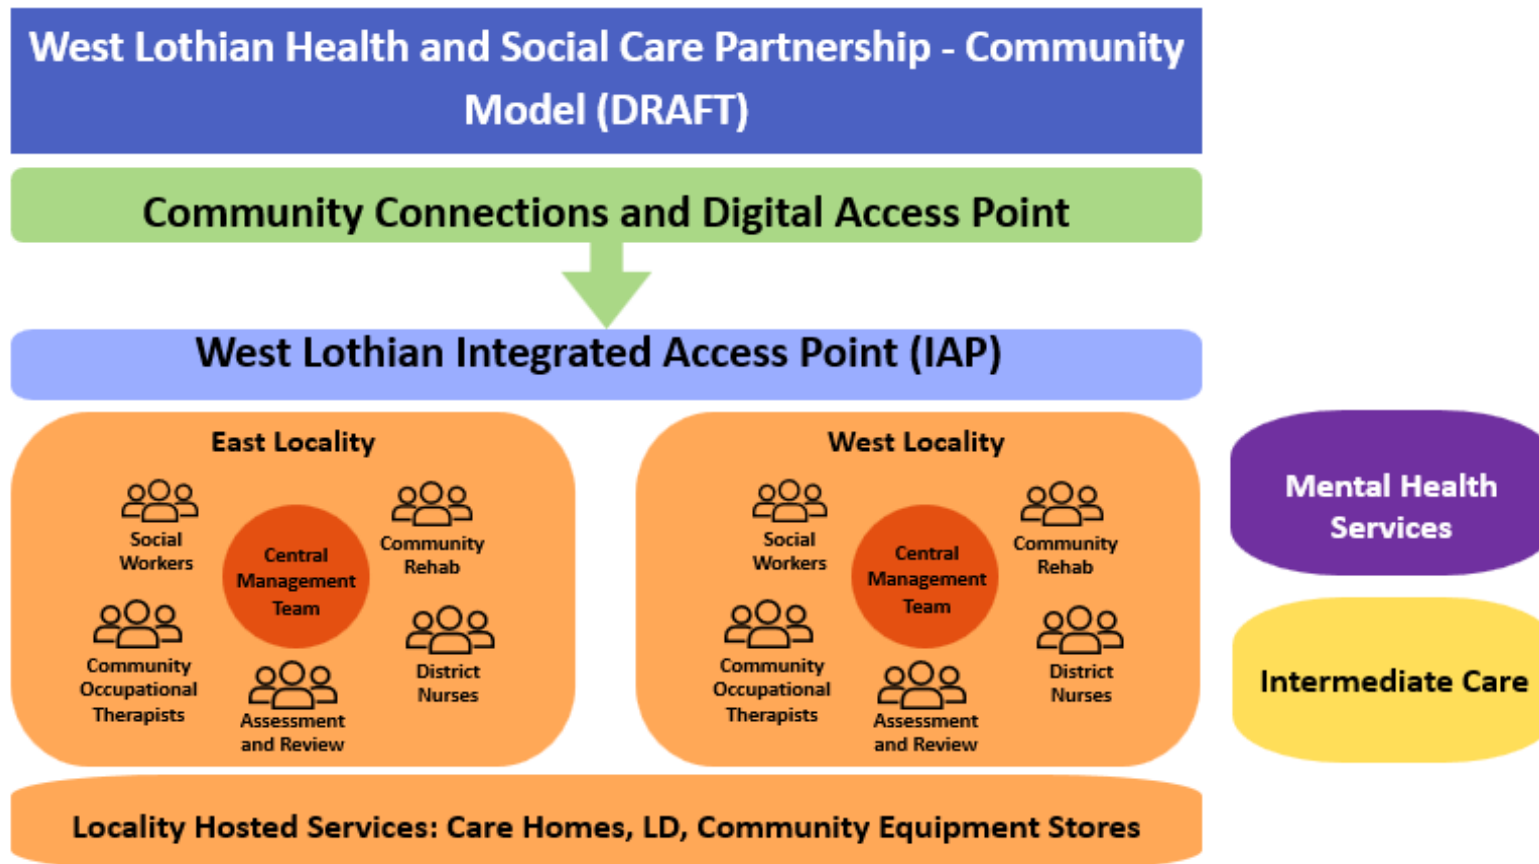 West Lothian Health and Social Care Partnership - Community
Model (DRAFT)
Community Connections and Digital Access Point
West Lothian Integrated Access Point (IAP)
East Locality
Social
Workers
Community
Rehab
Central
Management
Team
Community
Occupational
Therapists
District
Nurses
Assessment
and Review
West Locality
Social
Workers
Community
Rehab
Central
Management
Team
Community
Occupational
Therapists
District
Nurses
Assessment
and Review
Mental Health
Services
Intermediate Care
Locality Hosted Services: Care Homes, LD, Community Equipment Stores